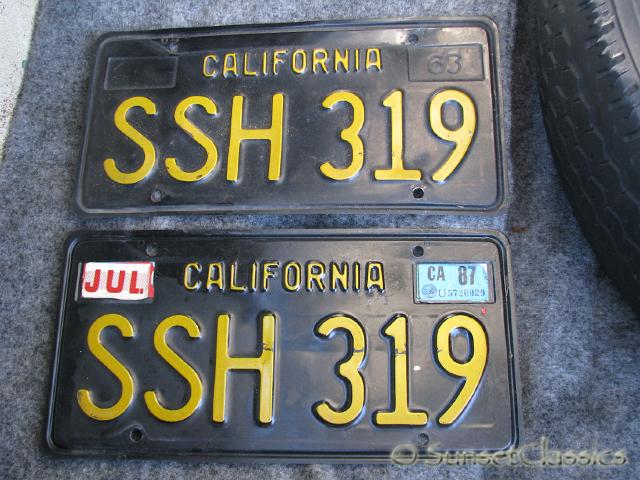 CALIFORNIA 63
SSH 319
JUL CALIFORNIA CA 87
SSH 319
© SunsetClassics